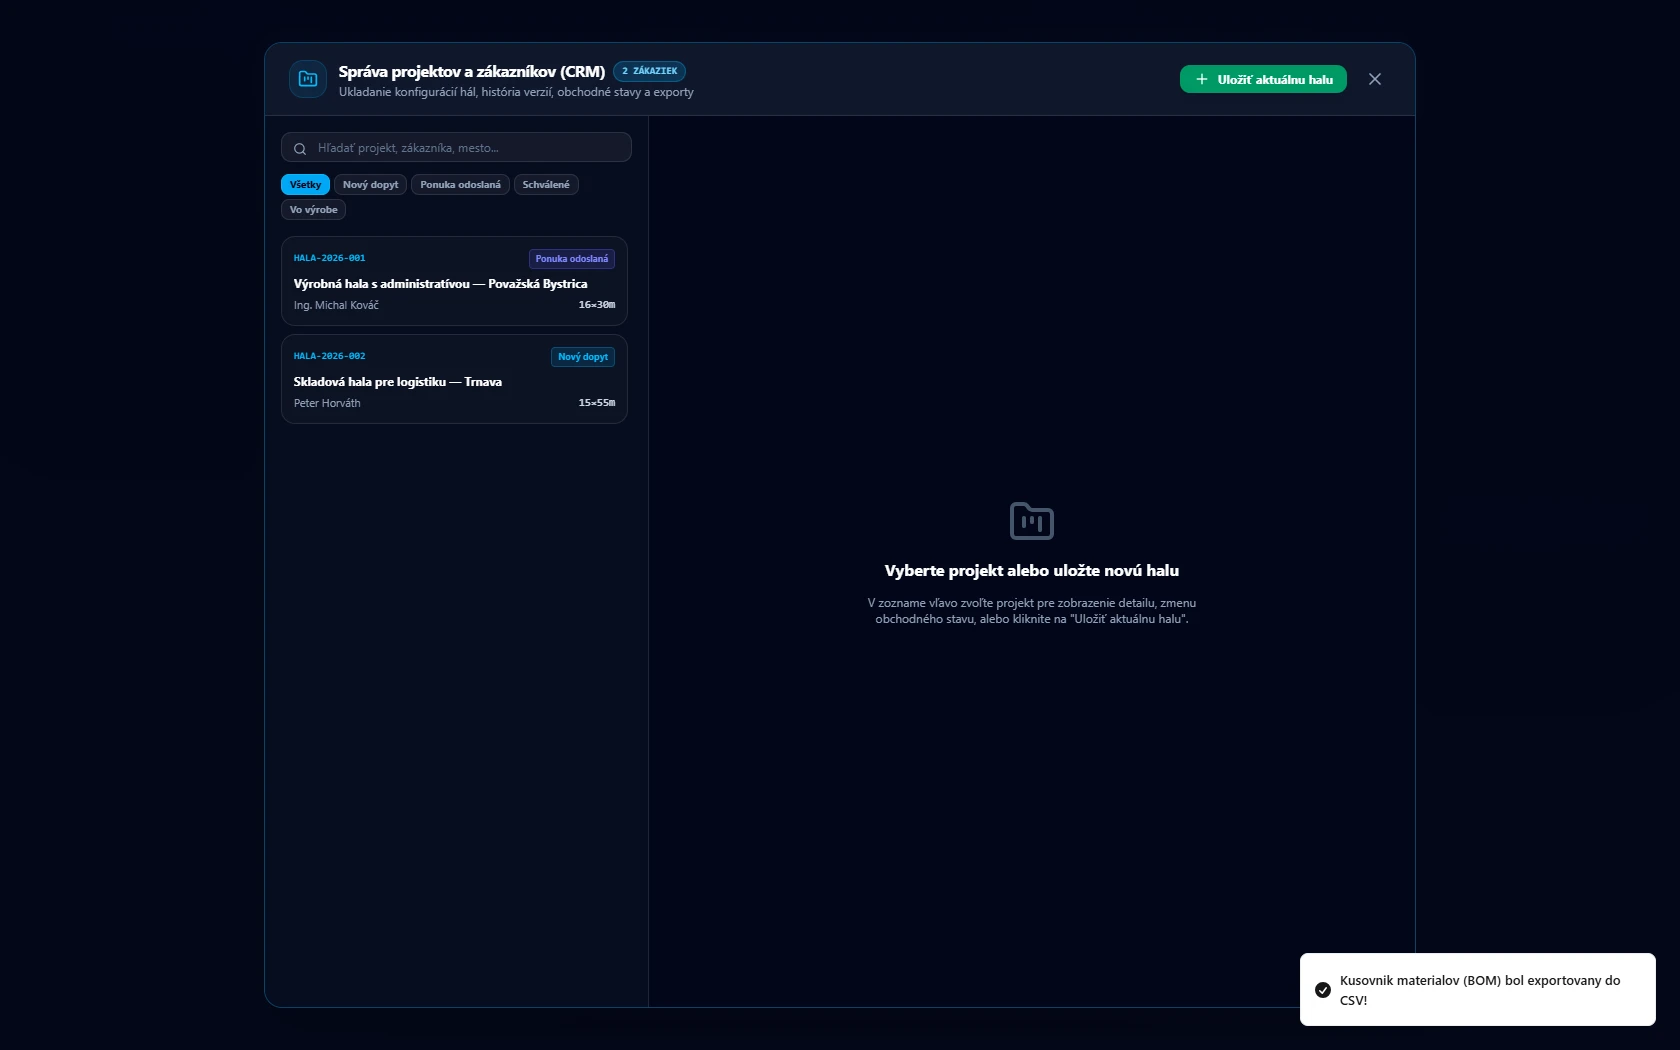 Správa projektov a zákazníkov (CRM) 2 ZÁKAZIEK
Ukladanie konfigurácií hál, história verzií, obchodné stavy a exporty
Uložiť aktuálnu halu
Hľadať projekt, zákazníka, mesto...
Všetky Nový dopyt Ponuka odoslaná Schválené
Vo výrobe
HALA-2026-001 Ponuka odoslaná
Výrobná hala s administratívou — Považská Bystrica
Ing. Michal Kováč 16×30m
HALA-2026-002 Nový dopyt
Skladová hala pre logistiku — Trnava
Peter Horváth 15×55m
Vyberte projekt alebo uložte novú halu
V zozname vľavo zvoľte projekt pre zobrazenie detailu, zmenu
obchodného stavu, alebo kliknite na "Uložiť aktuálnu halu".
Kusovnik materialov (BOM) bol exportovany do
CSV!